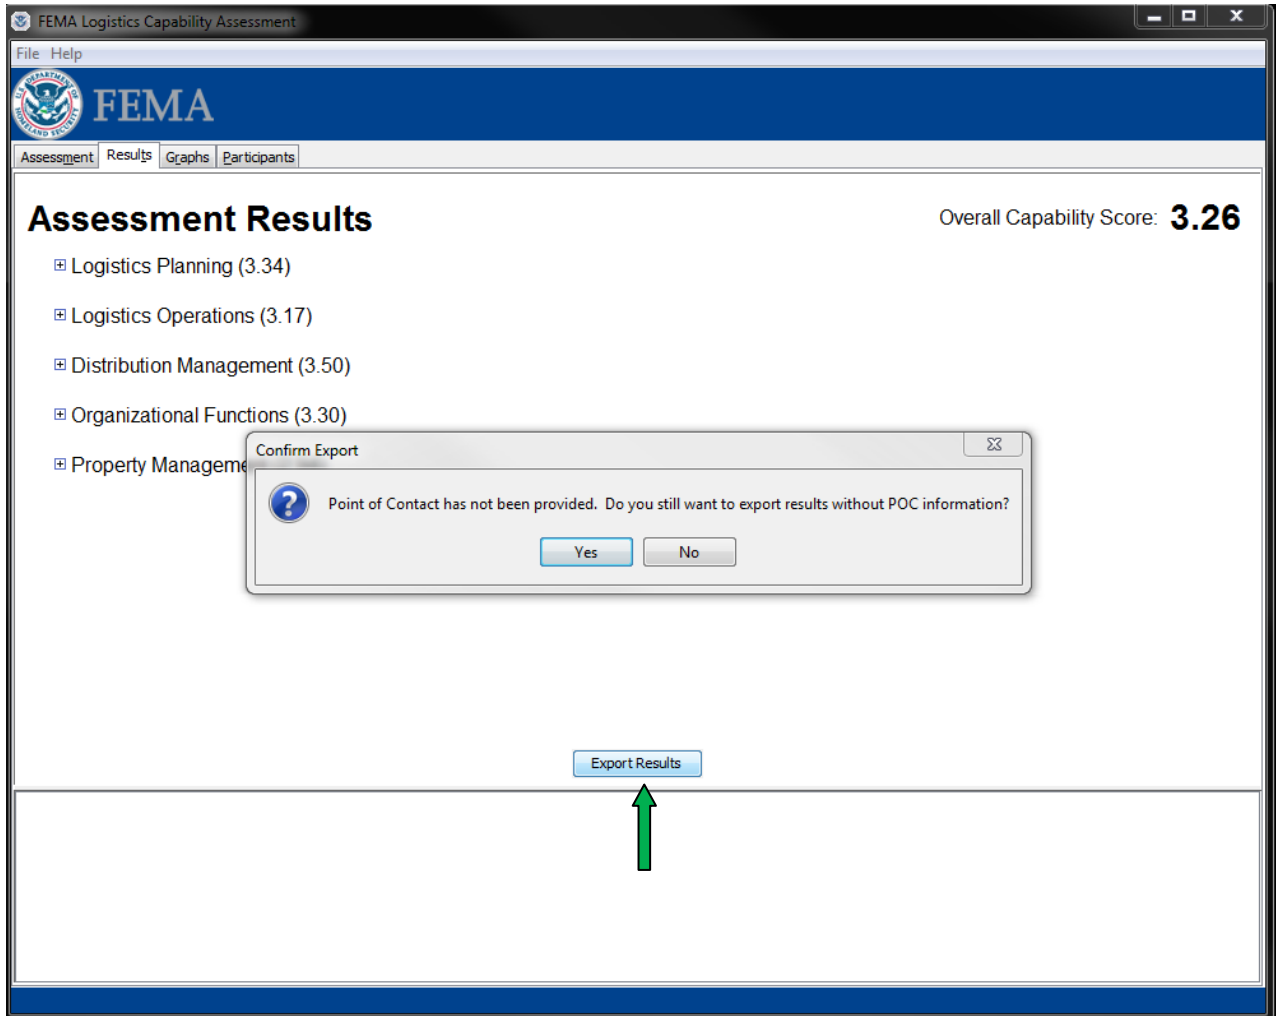 FEMA Logistics Capability Assessment
File Help
FEMA
Assessment Results Graphs Participants
Assessment Results
Overall Capability Score: 3.26
Logistics Planning (3.34)
Logistics Operations (3.17)
Distribution Management (3.50)
Organizational Functions (3.30)
Property Manageme
Confirm Export
Point of Contact has not been provided. Do you still want to export results without POC information?
Yes No
Export Results